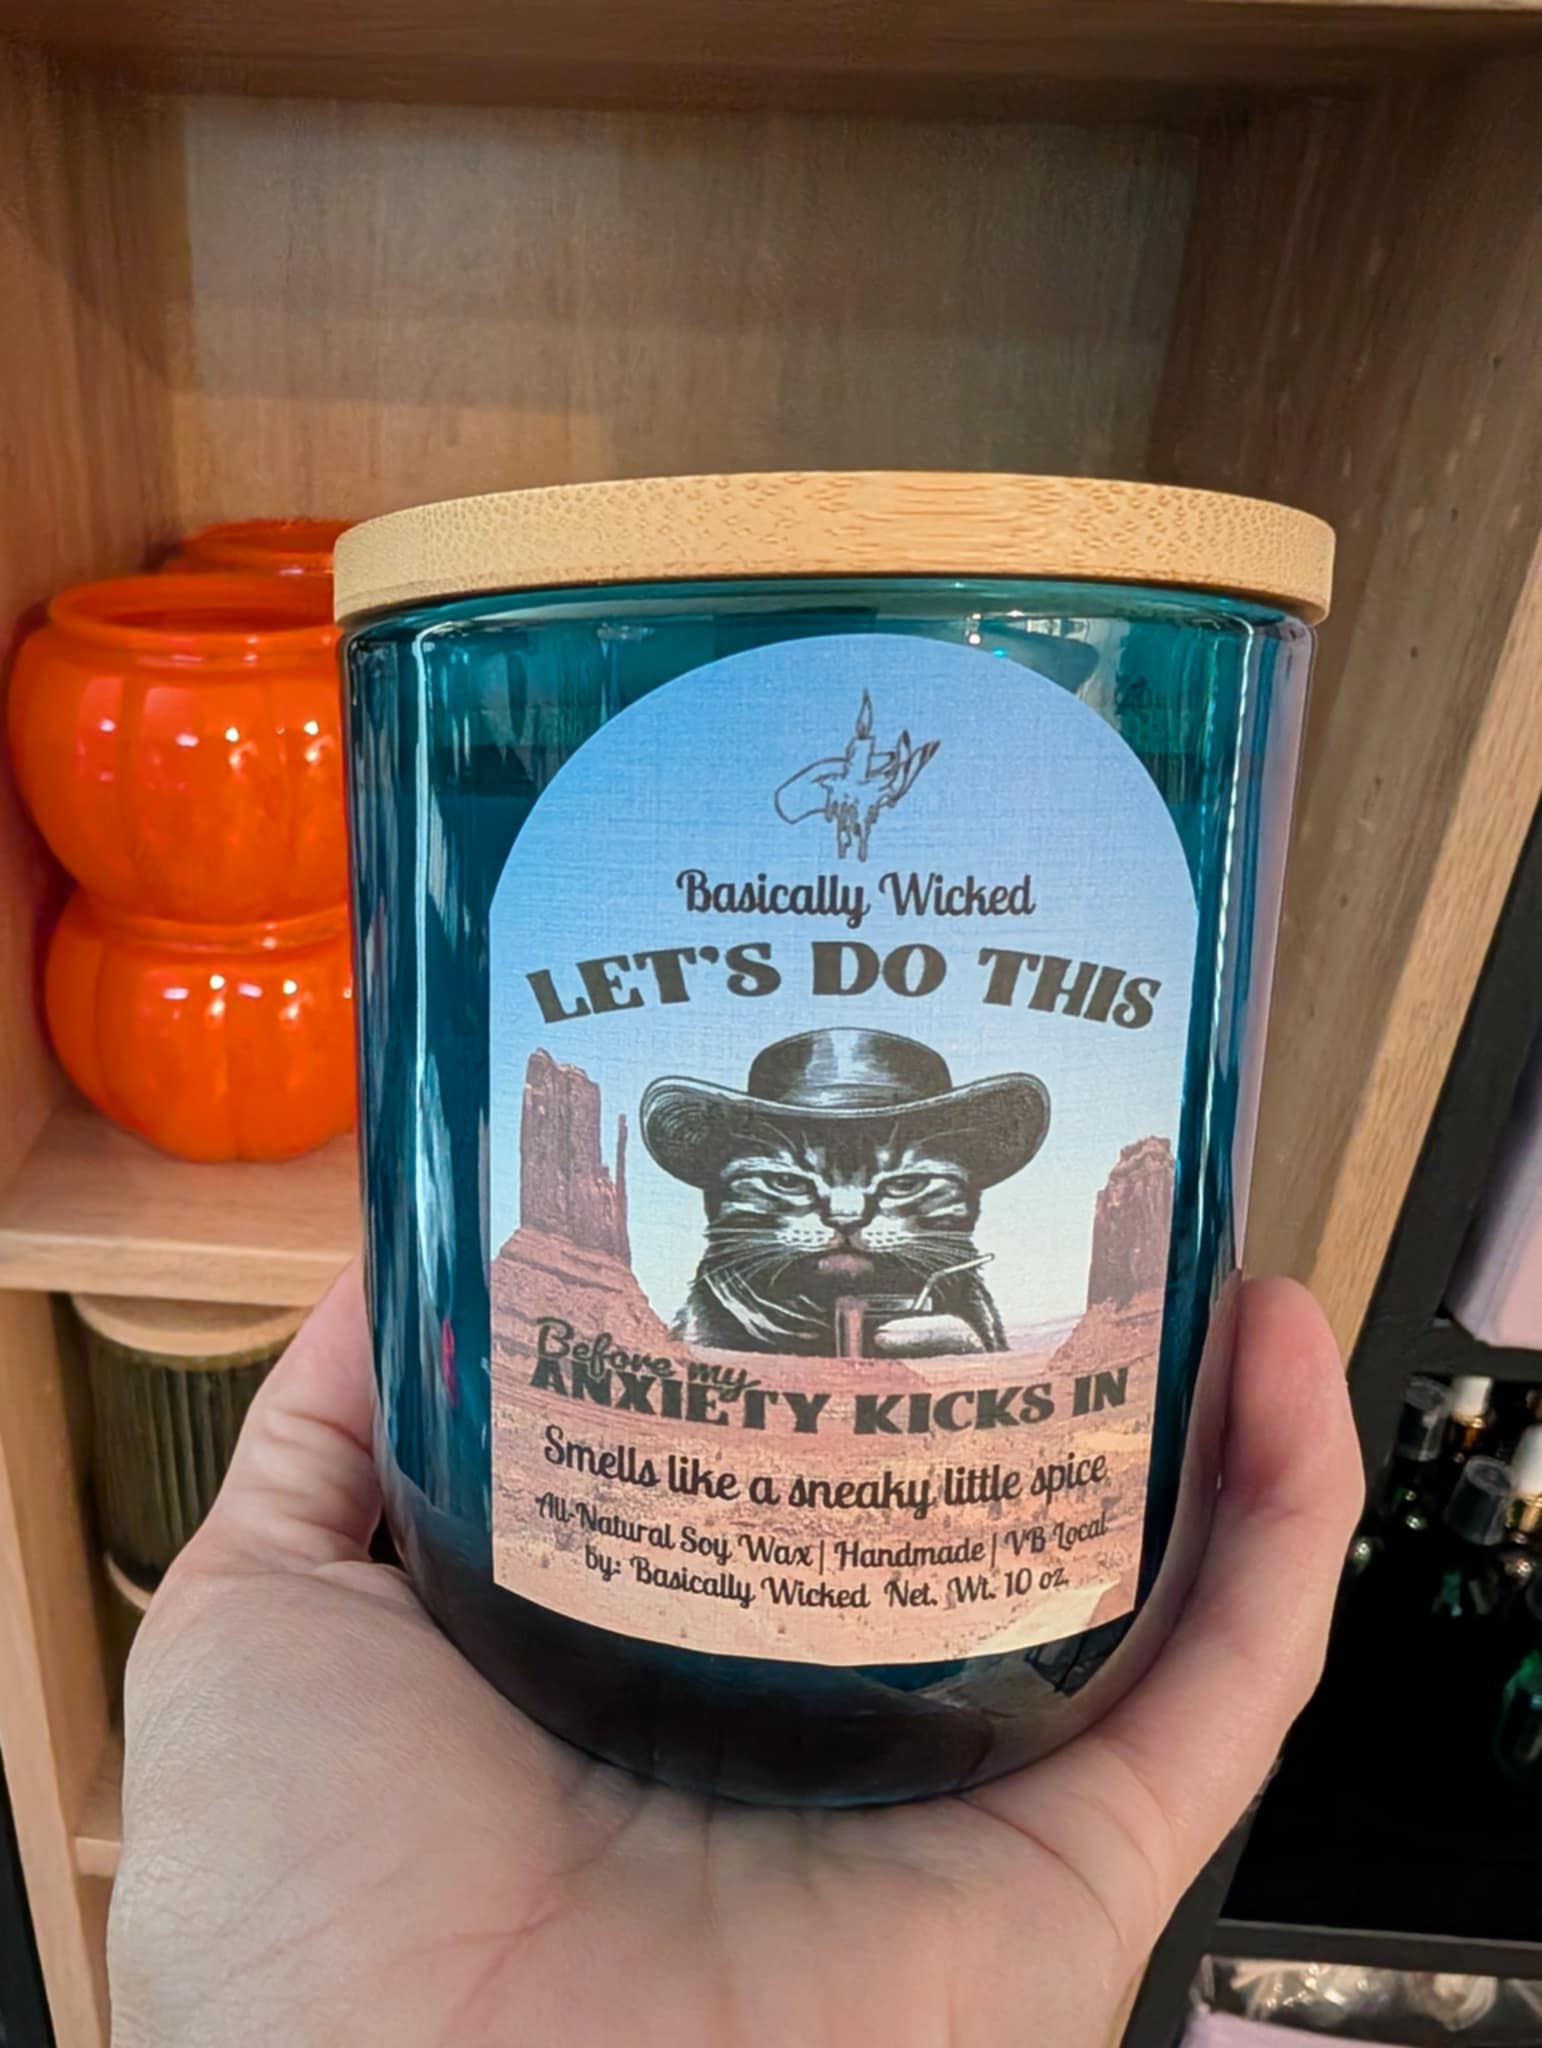 Basically Wicked
LET'S DO THIS
Before my
ANXIETY KICKS IN
Smells like a sneaky little spice
All-Natural Soy Wax | Handmade | VB Local
by: Basically Wicked Net. Wt. 10 oz.